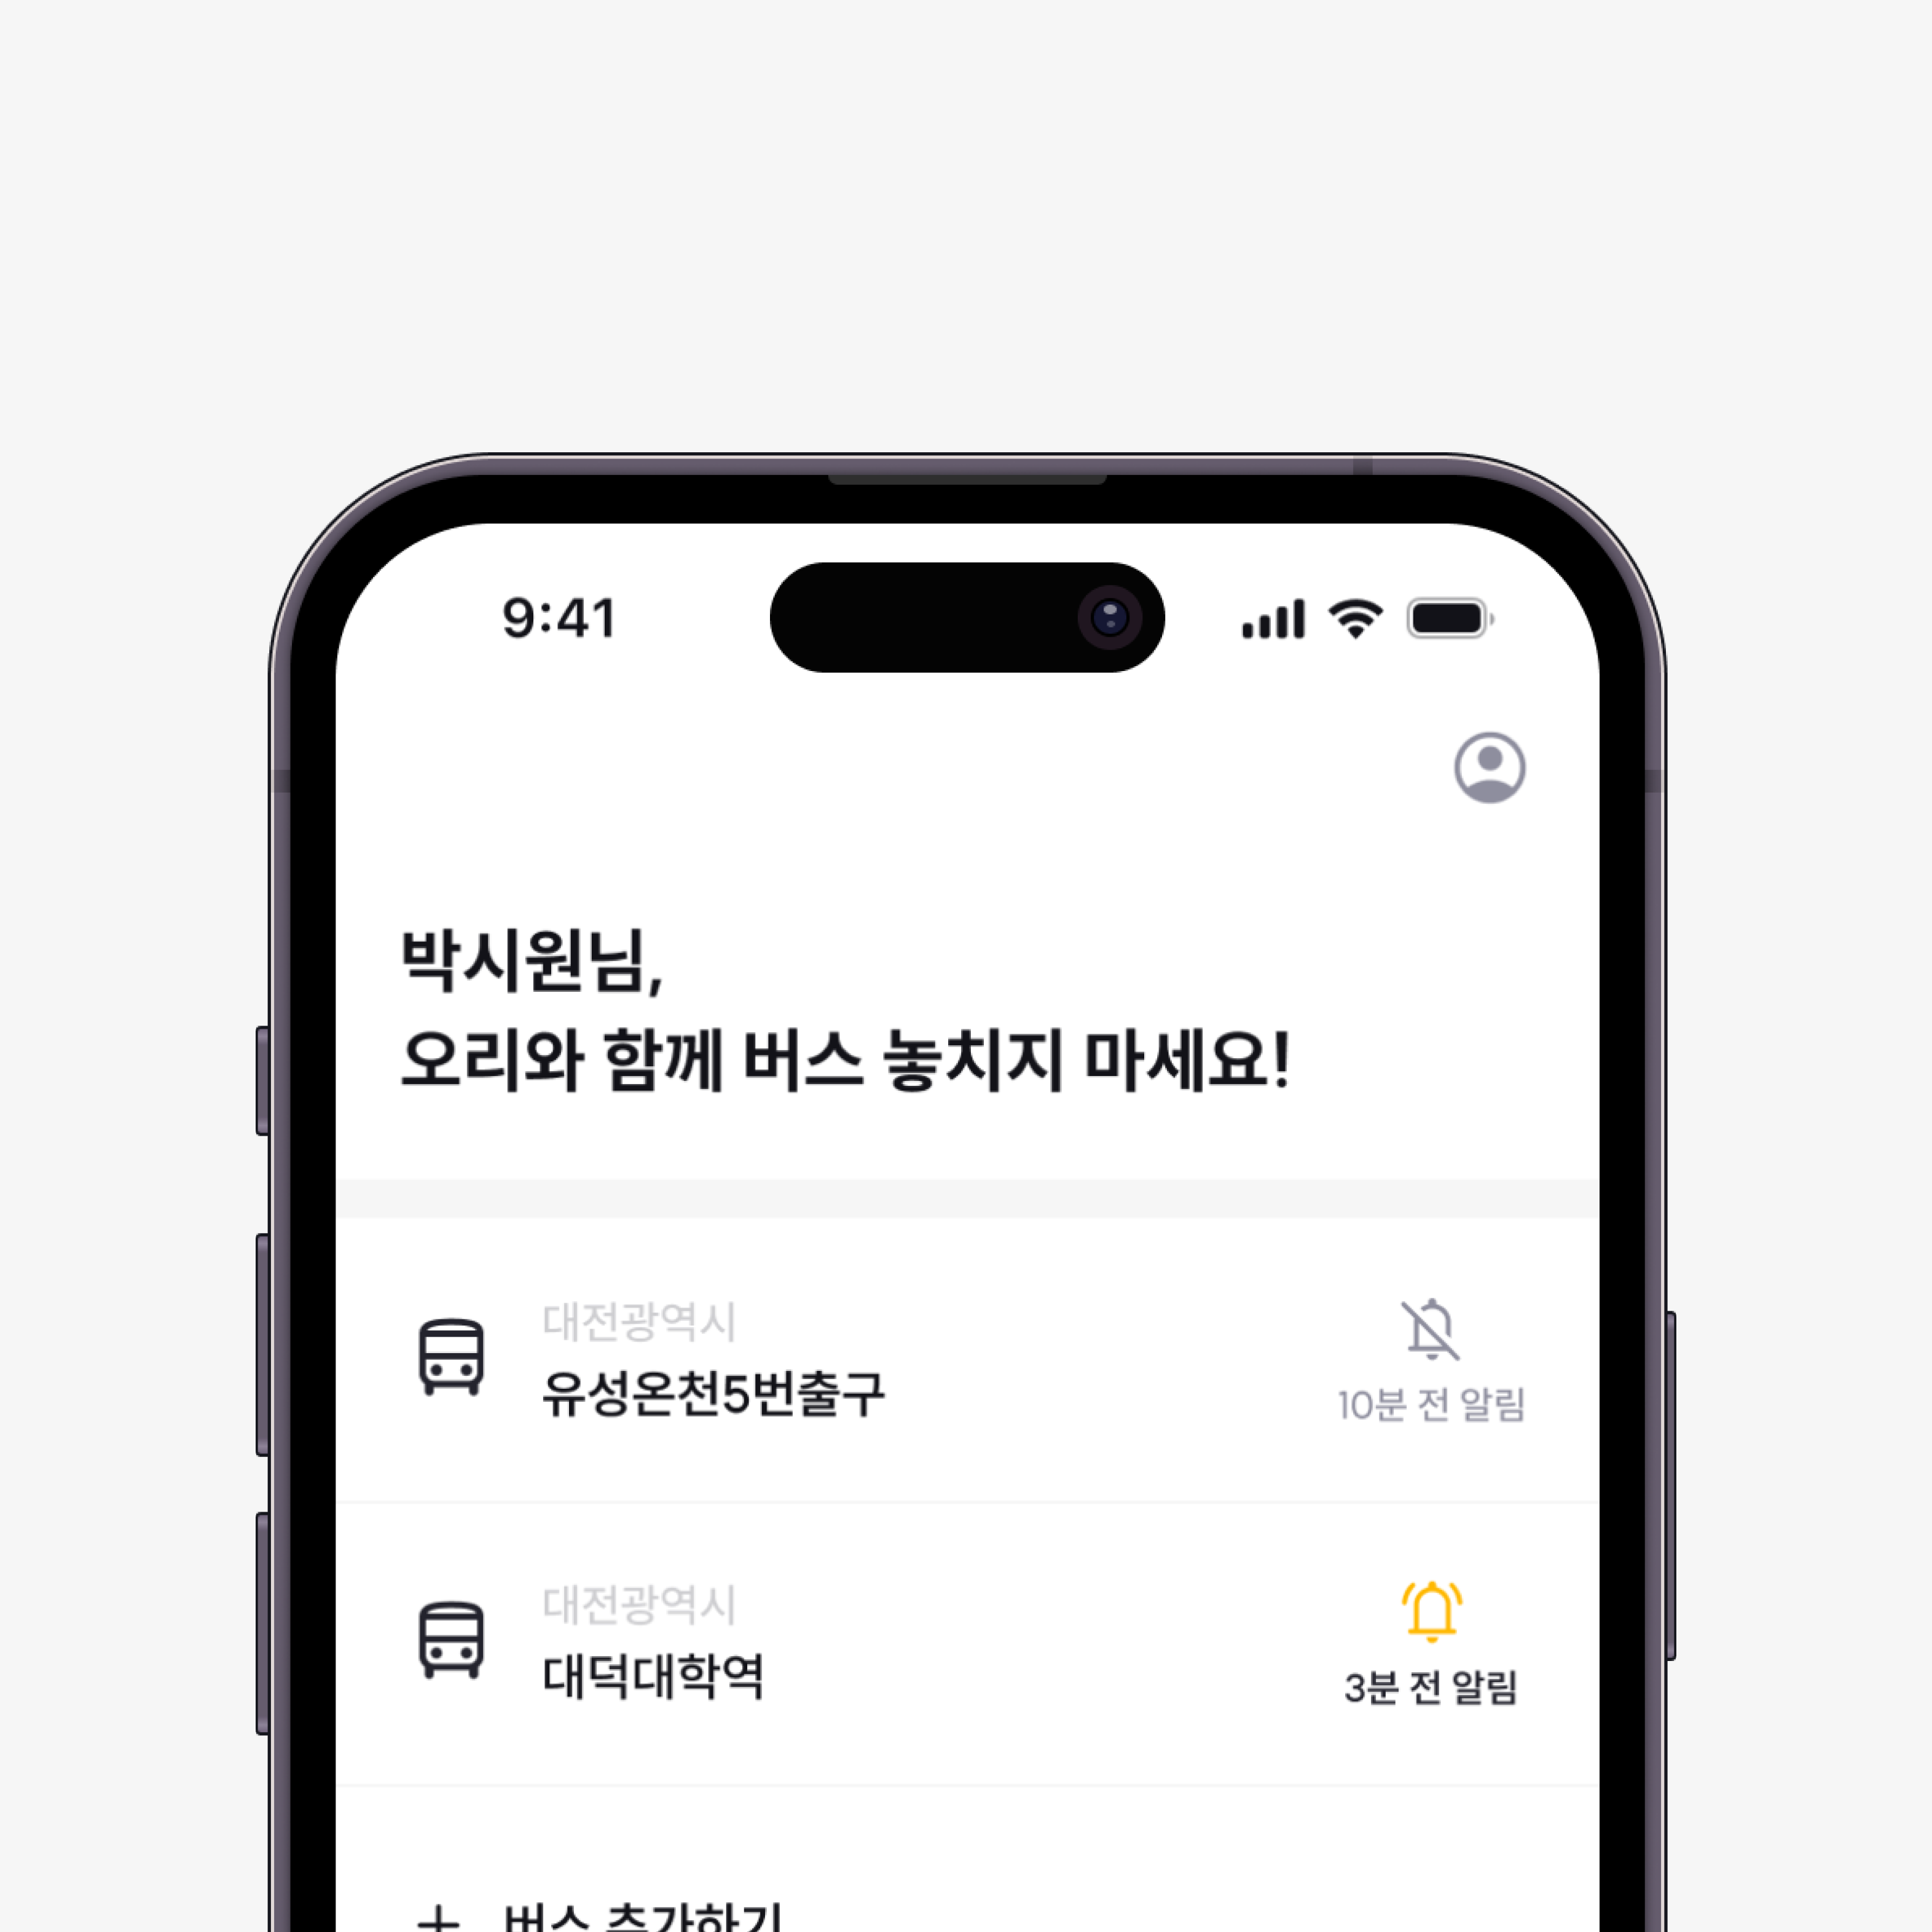 9:41
박시원님,
오리와 함께 버스 놓치지 마세요!
대전광역시
유성온천5번출구
10분 전 알림
대전광역시
대덕대학역
3분 전 알림
버스 추가하기